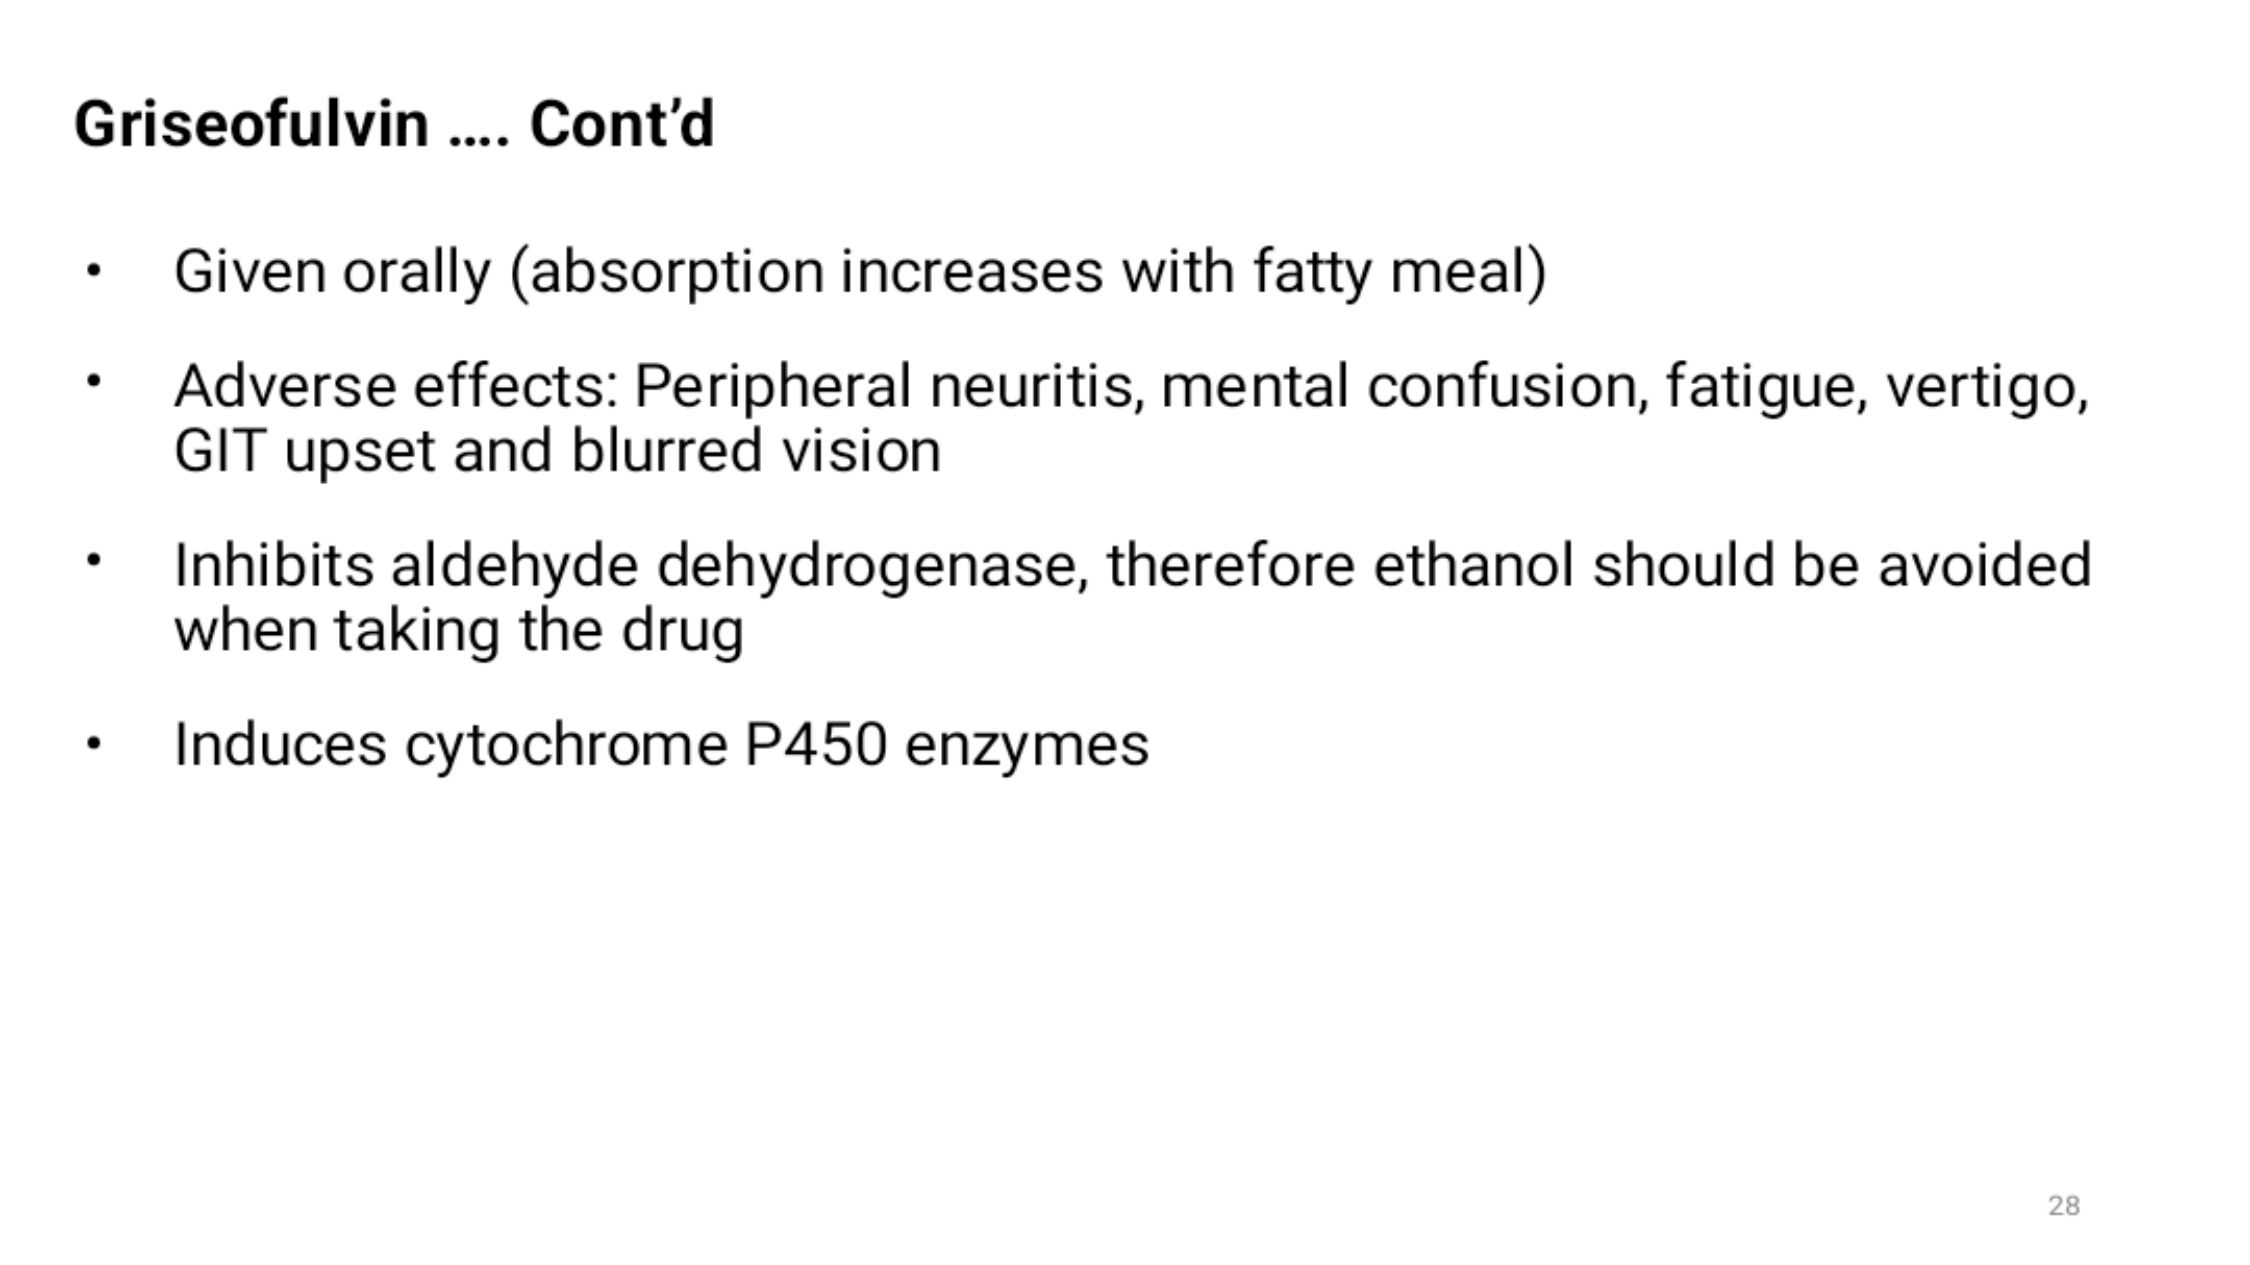 Griseofulvin .... Cont’d
• Given orally (absorption increases with fatty meal)
• Adverse effects: Peripheral neuritis, mental confusion, fatigue, vertigo,
GIT upset and blurred vision
• Inhibits aldehyde dehydrogenase, therefore ethanol should be avoided
when taking the drug
• Induces cytochrome P450 enzymes
28